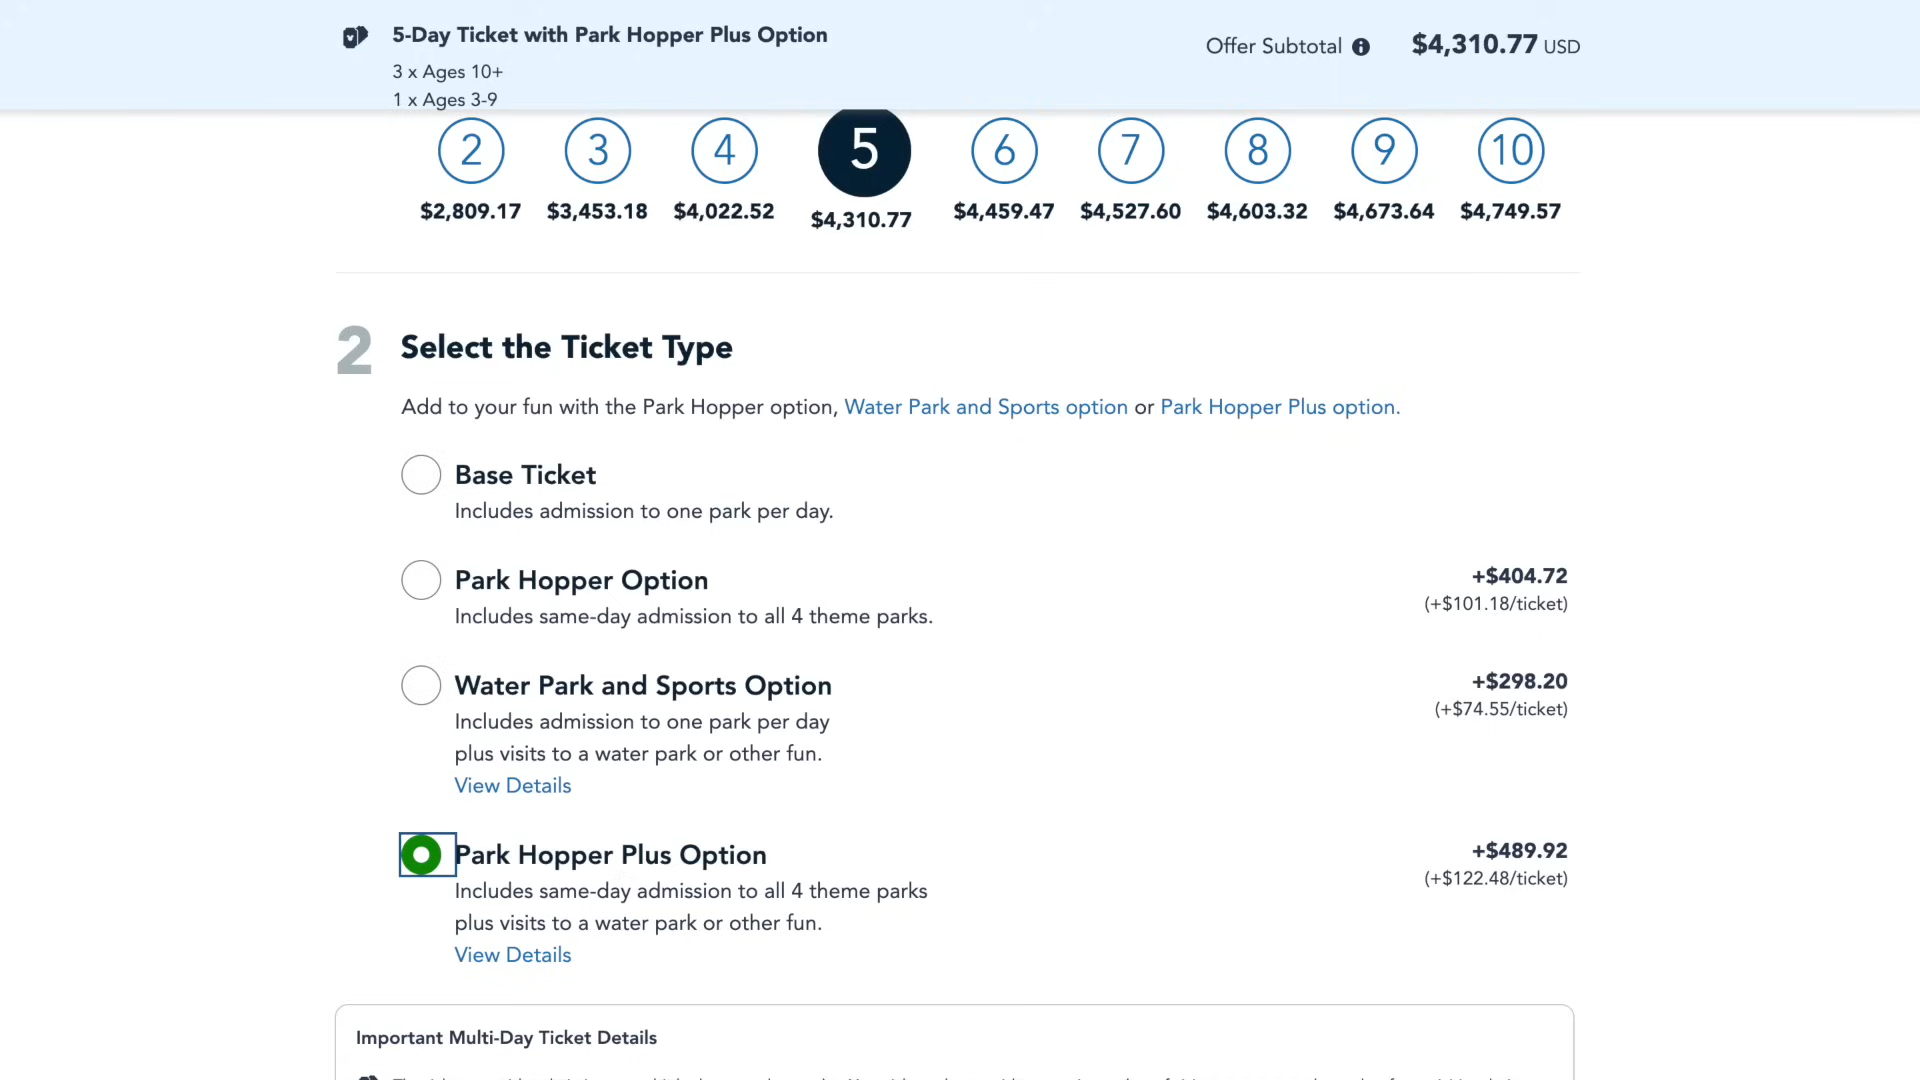 5-Day Ticket with Park Hopper Plus Option
3 x Ages 10+
1 x Ages 3-9
Offer Subtotal
$4,310.77 USD
2 3 4 5 6 7 8 9 10
$2,809.17 $3,453.18 $4,022.52 $4,310.77 $4,459.47 $4,527.60 $4,603.32 $4,673.64 $4,749.57
2 Select the Ticket Type
Add to your fun with the Park Hopper option, Water Park and Sports option or Park Hopper Plus option.
Base Ticket
Includes admission to one park per day.
Park Hopper Option
+$404.72
Includes same-day admission to all 4 theme parks.
(+$101.18/ticket)
Water Park and Sports Option
+$298.20
(+$74.55/ticket)
Includes admission to one park per day
plus visits to a water park or other fun.
View Details
Park Hopper Plus Option
+$489.92
(+$122.48/ticket)
Includes same-day admission to all 4 theme parks
plus visits to a water park or other fun.
View Details
Important Multi-Day Ticket Details